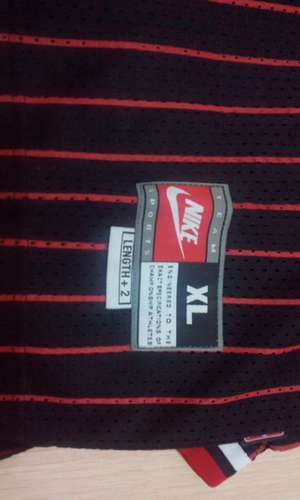 TEAM
NIKE
SPORTS
XL
ENGINEERED TO THE
EXACT SPECIFICATIONS OF
CHAMPIONSHIP ATHLETES
LENGTH + 2